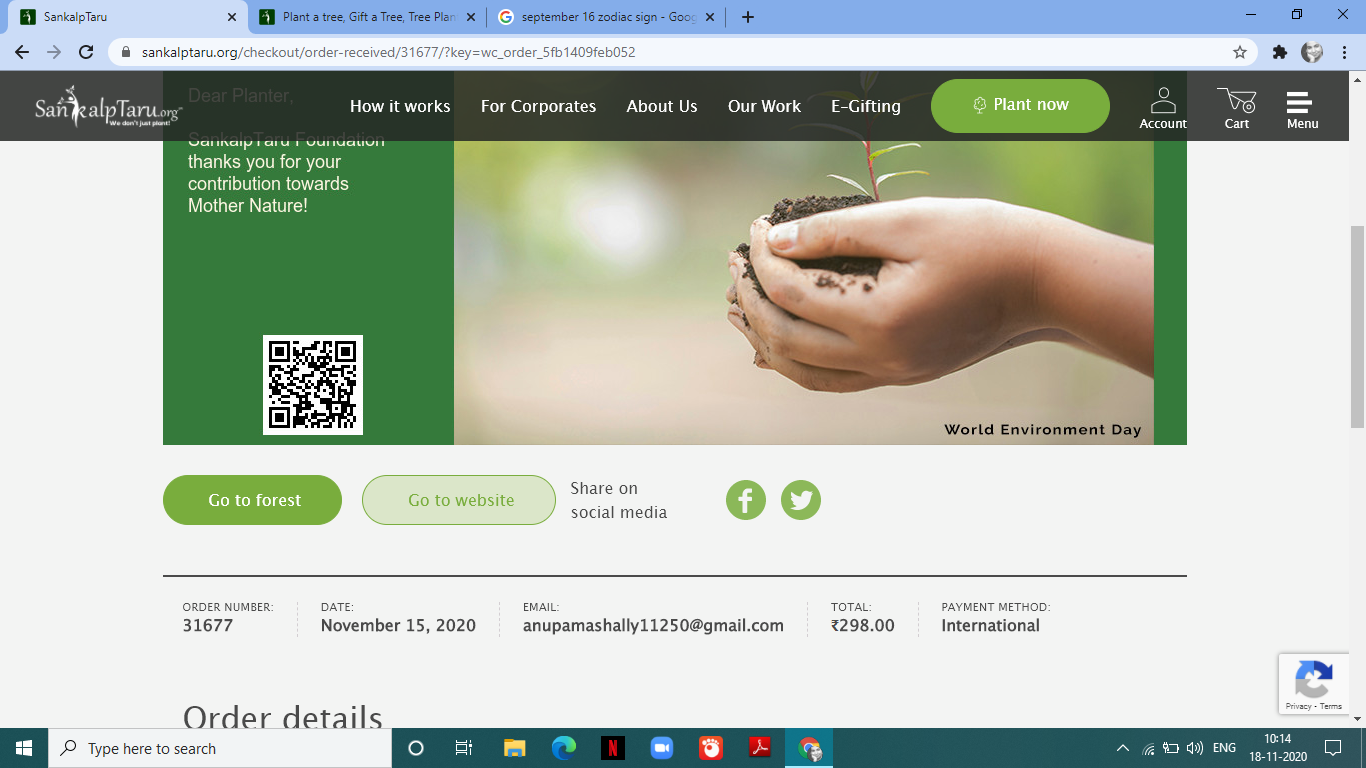 SankalpTaru
Plant a tree, Gift a Tree, Tree Plan
september 16 zodiac sign - Goog
sankalptaru.org/checkout/order-received/31677/?key=wc_order_5fb1409feb052
SankalpTaru.org
We don't just plant!
How it works
For Corporates
About Us
Our Work
E-Gifting
Plant now
Account
Cart
Menu
Dear Planter,
SankalpTaru Foundation
thanks you for your
contribution towards
Mother Nature!
World Environment Day
Go to forest
Go to website
Share on
social media
ORDER NUMBER:
31677
DATE:
November 15, 2020
EMAIL:
anupamashally11250@gmail.com
TOTAL:
₹298.00
PAYMENT METHOD:
International
Privacy - Terms
Order details
Type here to search
ENG
10:14
18-11-2020